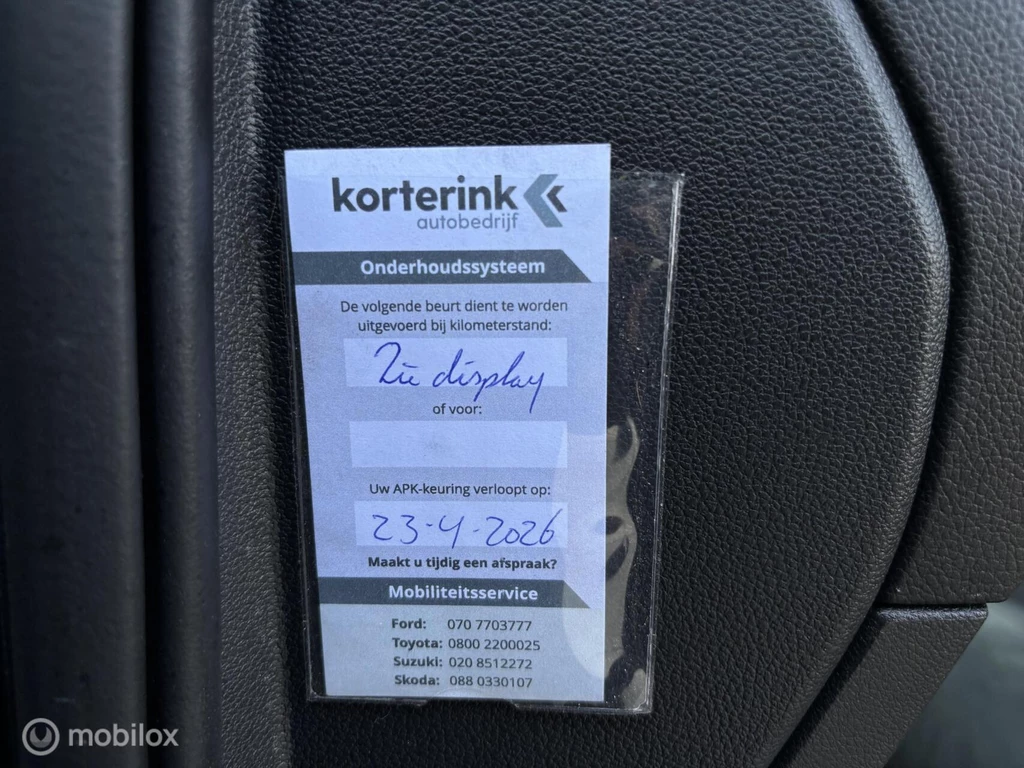 korterink
autobedrijf
Onderhoudssysteem
De volgende beurt dient te worden
uitgevoerd bij kilometerstand:
Zie display
of voor:
Uw APK-keuring verloopt op:
23-4-2026
Maakt u tijdig een afspraak?
Mobiliteitsservice
Ford: 070 7703777
Toyota: 0800 2200025
Suzuki: 020 8512272
Skoda: 088 0330107
mobilox